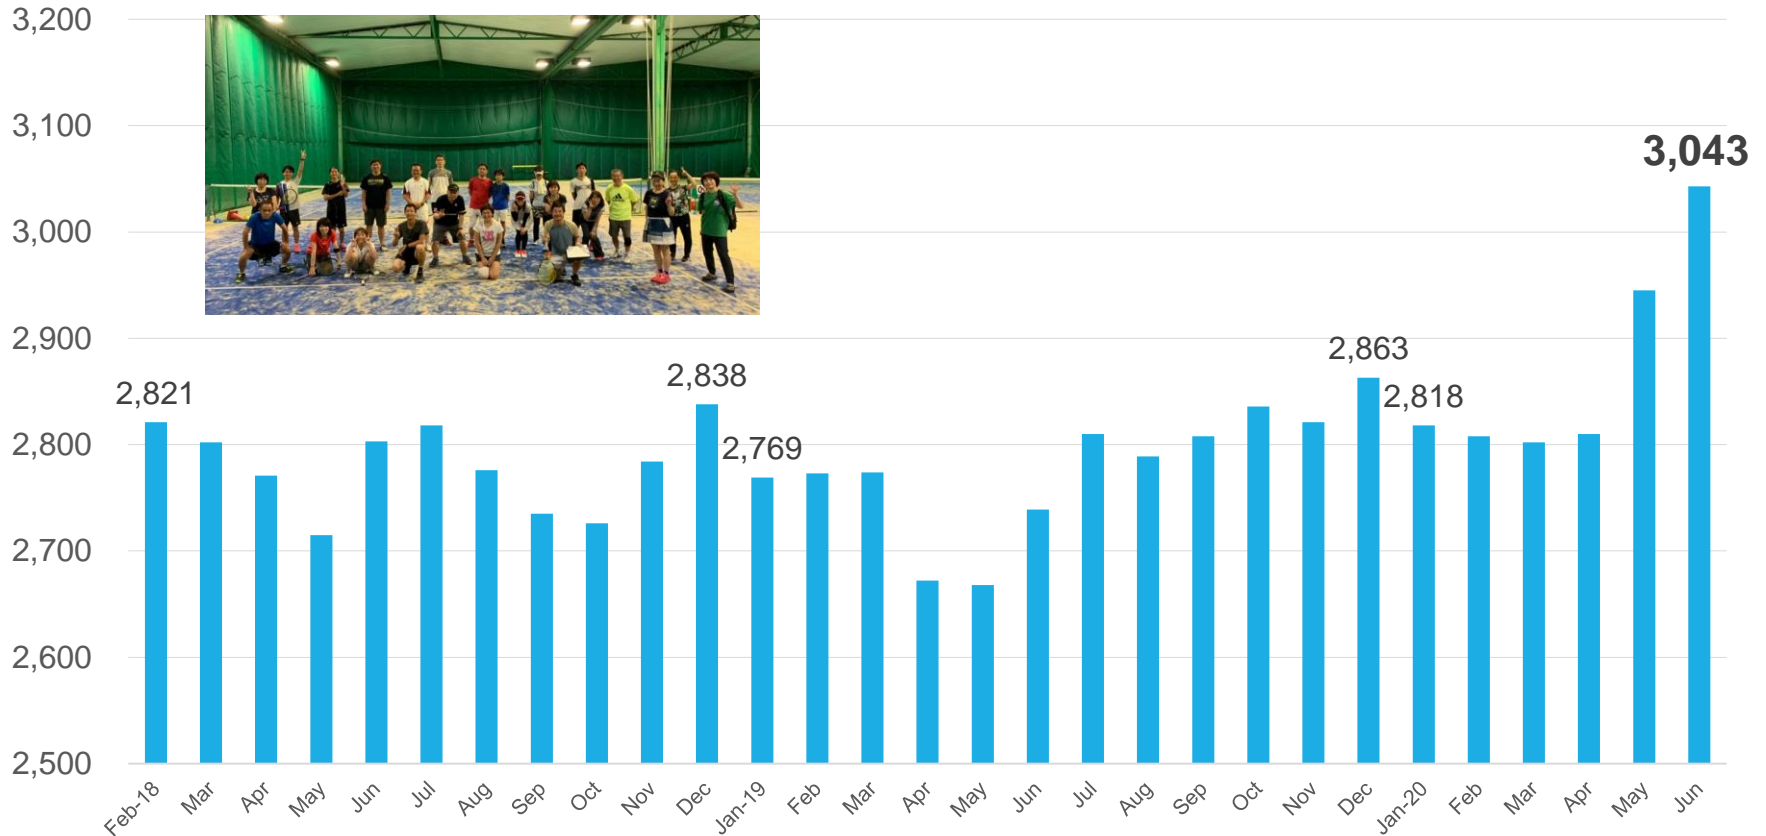 3,200
3,100
3,000
2,900
2,800
2,700
2,600
2,500
2,821
2,838
2,769
2,863
2,818
3,043
Feb-18
Mar
Apr
May
Jun
Jul
Aug
Sep
Oct
Nov
Dec
Jan-19
Feb
Mar
Apr
May
Jun
Jul
Aug
Sep
Oct
Nov
Dec
Jan-20
Feb
Mar
Apr
May
Jun